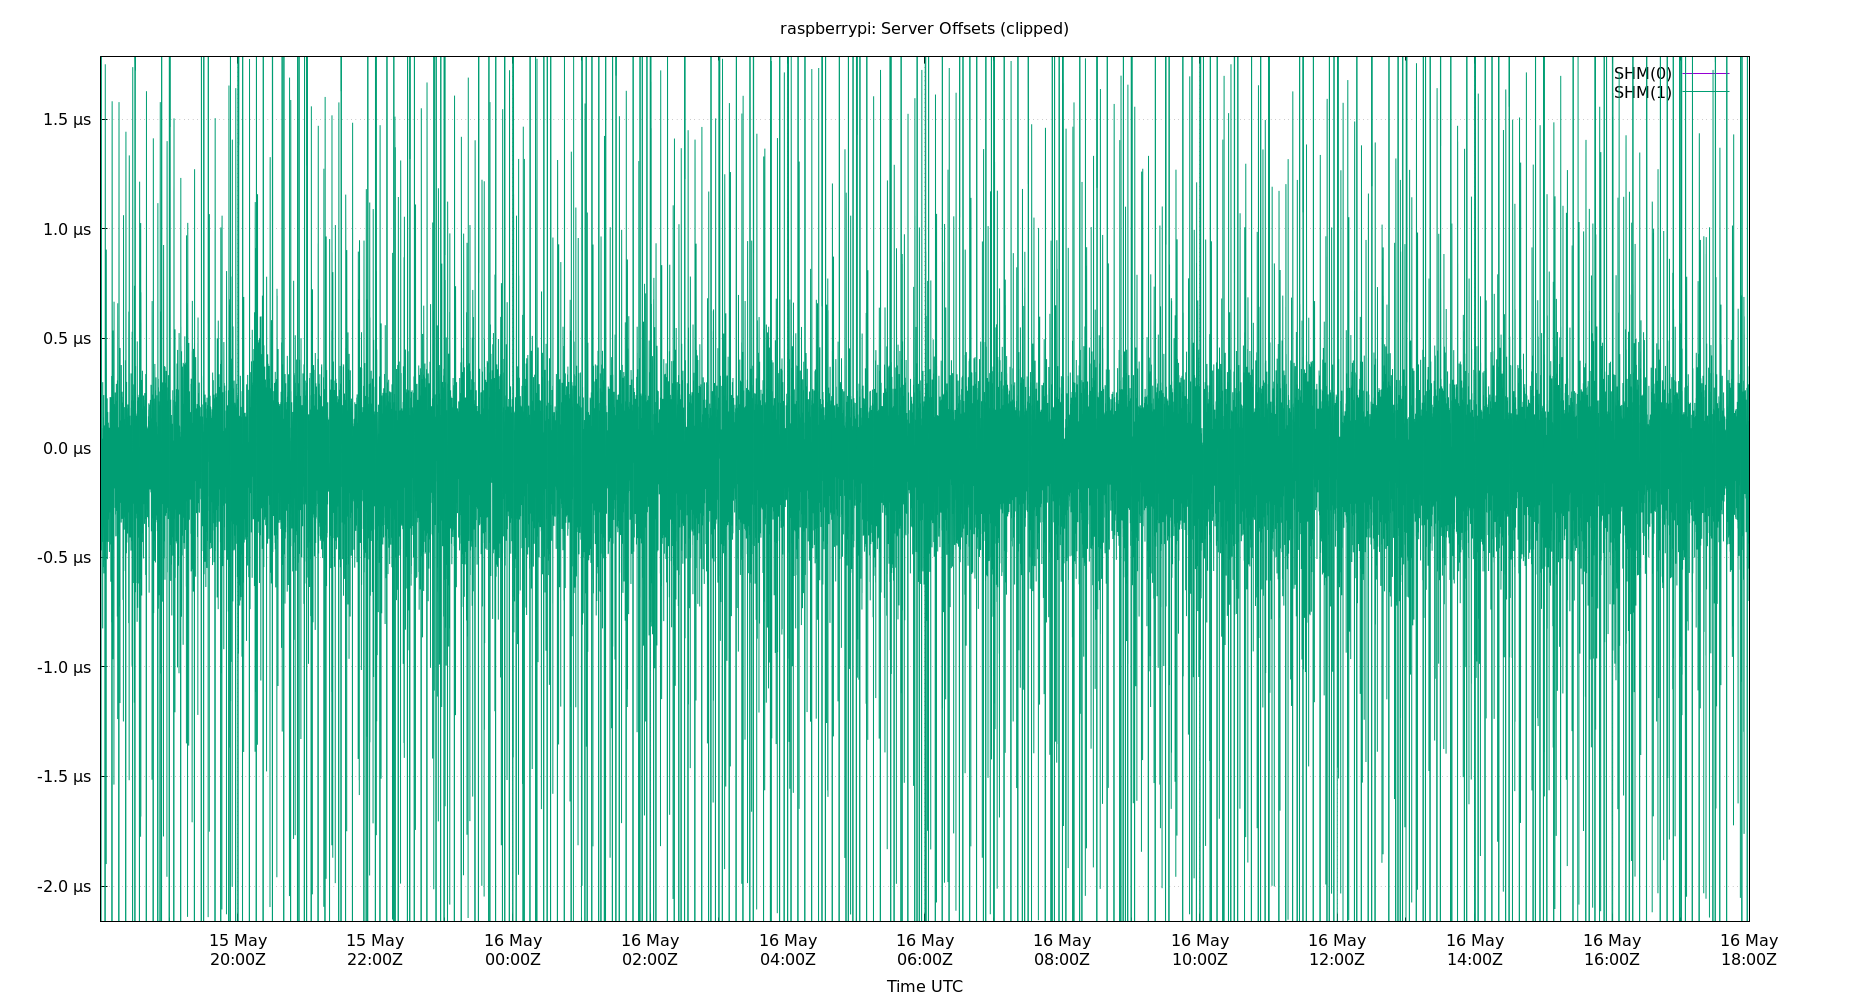 raspberrypi: Server Offsets (clipped)
SHM(0)
SHM(1)
1.5 µs
1.0 µs
0.5 µs
0.0 µs
-0.5 µs
-1.0 µs
-1.5 µs
-2.0 µs
15 May 15 May 16 May 16 May 16 May 16 May 16 May 16 May 16 May 16 May 16 May 16 May
20:00Z 22:00Z 00:00Z 02:00Z 04:00Z 06:00Z 08:00Z 10:00Z 12:00Z 14:00Z 16:00Z 18:00Z
Time UTC